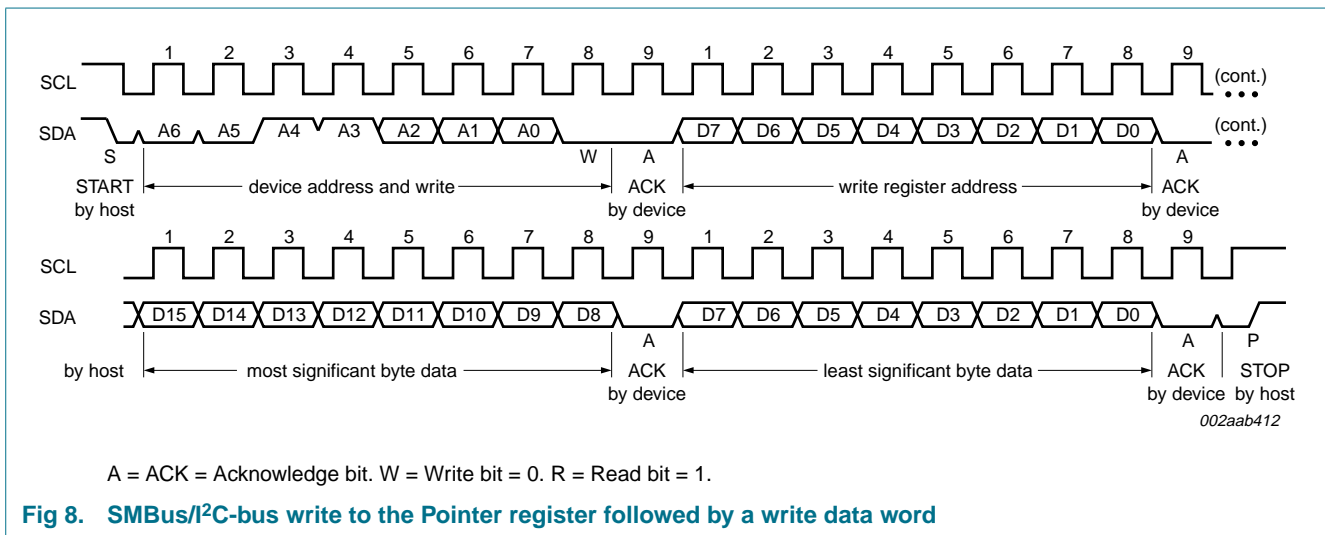 1 2 3 4 5 6 7 8 9 1 2 3 4 5 6 7 8 9
SCL (cont.)
SDA A6 A5 A4 A3 A2 A1 A0 D7 D6 D5 D4 D3 D2 D1 D0 (cont.)
S W A A
START device address and write ACK write register address ACK
by host by device by device
1 2 3 4 5 6 7 8 9 1 2 3 4 5 6 7 8 9
SCL
SDA D15 D14 D13 D12 D11 D10 D9 D8 D7 D6 D5 D4 D3 D2 D1 D0
A A P
by host most significant byte data ACK least significant byte data ACK STOP
by device by device by host
002aab412
A = ACK = Acknowledge bit. W = Write bit = 0. R = Read bit = 1.
Fig 8. SMBus/I²C-bus write to the Pointer register followed by a write data word